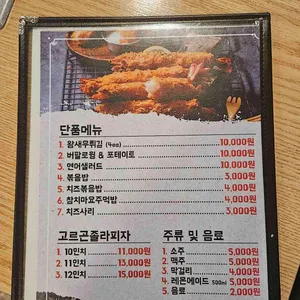 단품메뉴
1. 왕새우튀김 (4ea) 10,000원
2. 버팔로윙 & 포테이토 10,000원
3. 연어샐러드 10,000원
4. 볶음밥 3,000원
5. 치즈볶음밥 4,000원
6. 참치마요주먹밥 4,000원
7. 치즈사리 3,000원
고르곤졸라피자
1. 10인치 11,000원
2. 11인치 13,000원
3. 12인치 15,000원
주류 및 음료
1. 소주 5,000원
2. 맥주 5,000원
3. 막걸리 4,000원
4. 레몬에이드 500ml 5,000원
5. 음료 2,000원